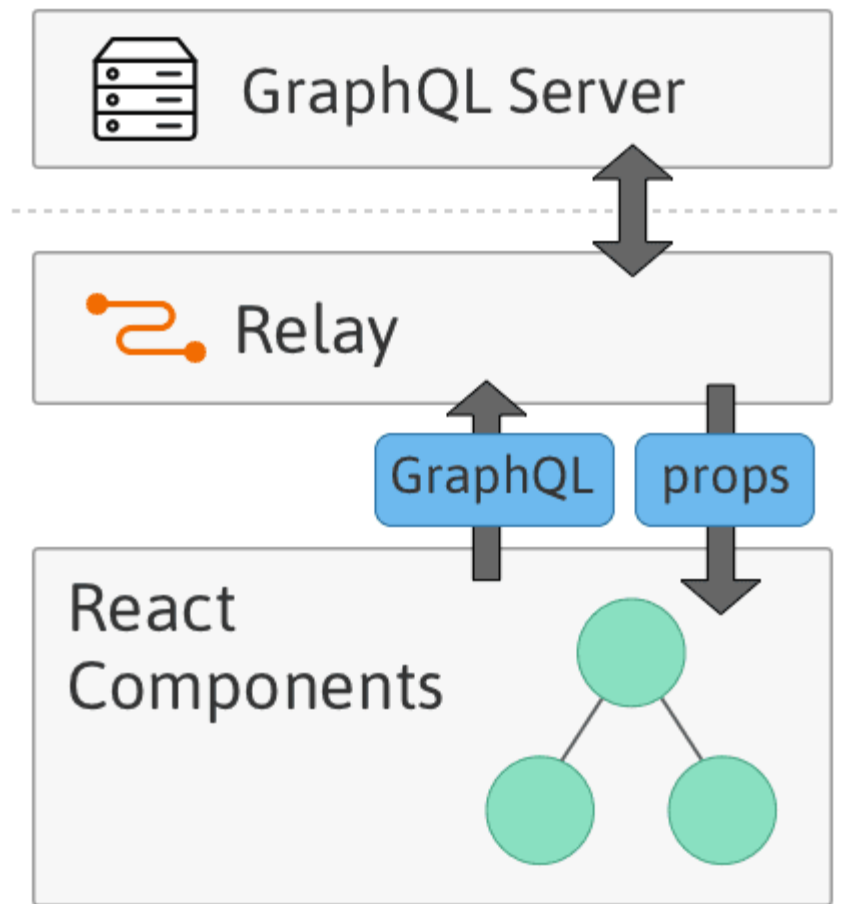 GraphQL Server
Relay
GraphQL
props
React
Components